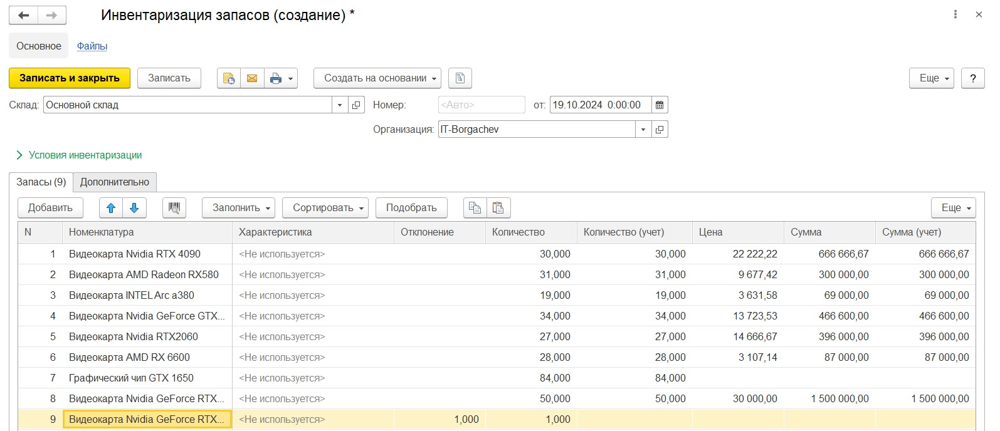 Инвентаризация запасов (создание) *
Основное Файлы
Записать и закрыть Записать Создать на основании Еще ?
Склад: Основной склад Номер: <Авто> от: 19.10.2024 0:00:00
Организация: IT-Borgachev
Условия инвентаризации
Запасы (9) Дополнительно
Добавить Заполнить Сортировать Подобрать Еще
N Номенклатура Характеристика Отклонение Количество Количество (учет) Цена Сумма Сумма (учет)
1 Видеокарта Nvidia RTX 4090 <Не используется> 30,000 30,000 22 222,22 666 666,67 666 666,67
2 Видеокарта AMD Radeon RX580 <Не используется> 31,000 31,000 9 677,42 300 000,00 300 000,00
3 Видеокарта INTEL Arc a380 <Не используется> 19,000 19,000 3 631,58 69 000,00 69 000,00
4 Видеокарта Nvidia GeForce GTX... <Не используется> 34,000 34,000 13 723,53 466 600,00 466 600,00
5 Видеокарта Nvidia RTX2060 <Не используется> 27,000 27,000 14 666,67 396 000,00 396 000,00
6 Видеокарта AMD RX 6600 <Не используется> 28,000 28,000 3 107,14 87 000,00 87 000,00
7 Графический чип GTX 1650 <Не используется> 84,000 84,000
8 Видеокарта Nvidia GeForce RTX... <Не используется> 50,000 50,000 30 000,00 1 500 000,00 1 500 000,00
9 Видеокарта Nvidia GeForce RTX... <Не используется> 1,000 1,000